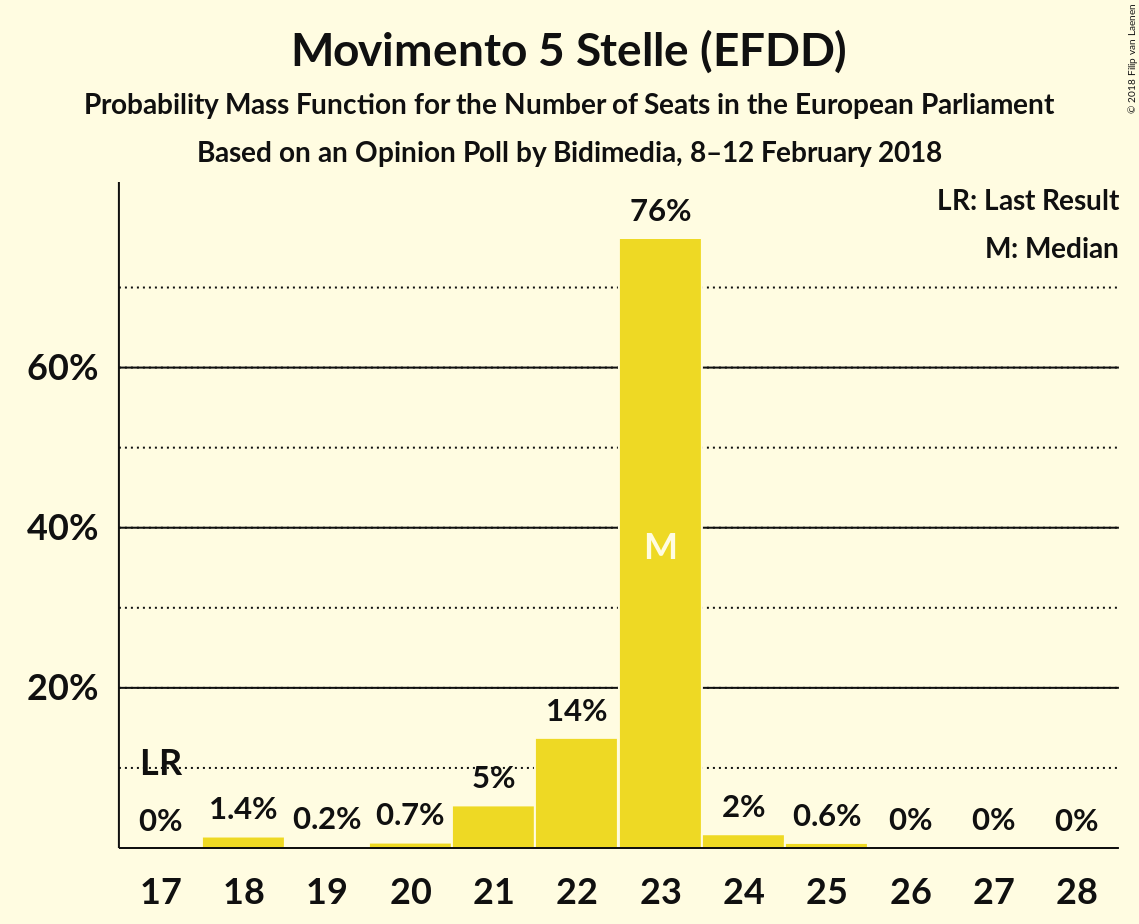 Movimento 5 Stelle (EFDD)
Probability Mass Function for the Number of Seats in the European Parliament
Based on an Opinion Poll by Bidimedia, 8–12 February 2018
© 2018 Filip van Laenen
LR: Last Result
M: Median
76%
60%
40%
M
20%
14%
LR
5%
0%
1.4%
0.2%
0.7%
2%
0.6%
0%
0%
0%
17 18 19 20 21 22 23 24 25 26 27 28